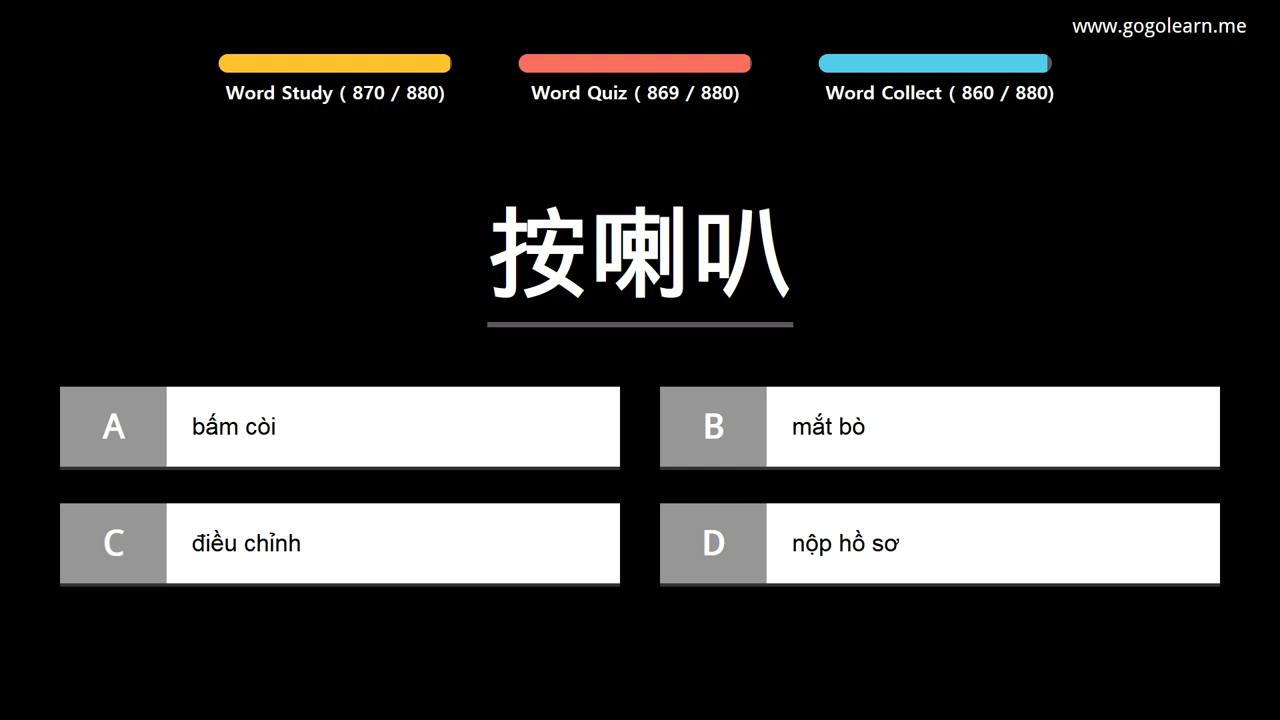 www.gogolearn.me
Word Study ( 870 / 880)
Word Quiz ( 869 / 880)
Word Collect ( 860 / 880)
按喇叭
A bấm còi
B mắt bò
C điều chỉnh
D nộp hồ sơ